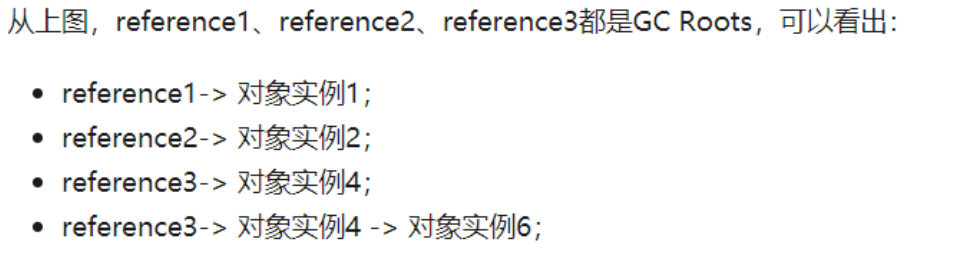 从上图，reference1、reference2、reference3都是GC Roots，可以看出：
• reference1-> 对象实例1；
• reference2-> 对象实例2；
• reference3-> 对象实例4；
• reference3-> 对象实例4 -> 对象实例6；